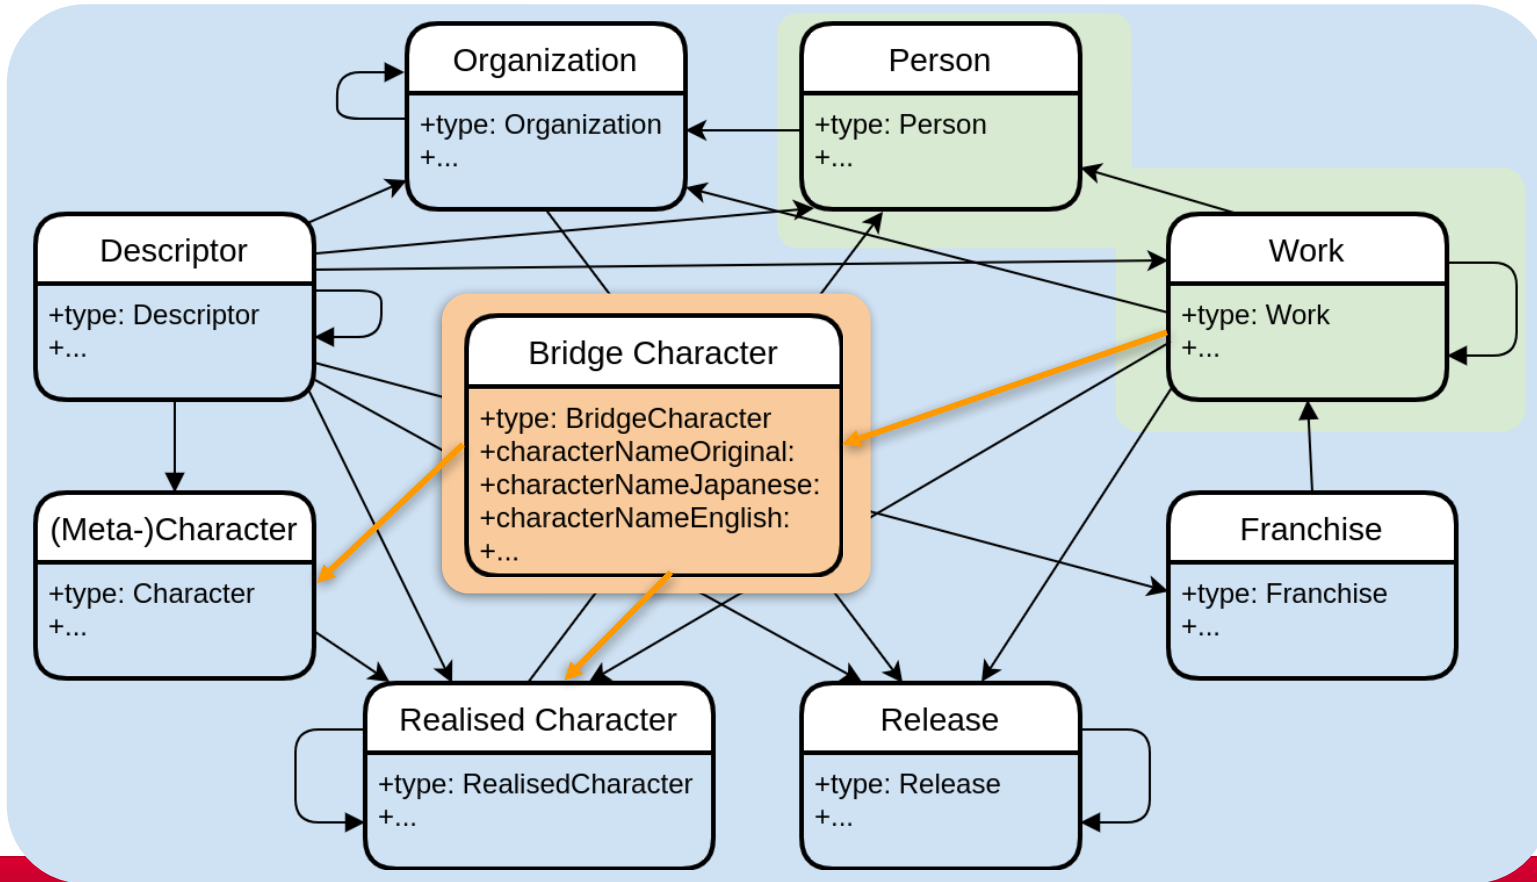 Organization
+type: Organization
+...
Person
+type: Person
+...
Descriptor
+type: Descriptor
+...
Work
+type: Work
+...
Bridge Character
+type: BridgeCharacter
+characterNameOriginal:
+characterNameJapanese:
+characterNameEnglish:
+...
(Meta-)Character
+type: Character
+...
Franchise
+type: Franchise
+...
Realised Character
+type: RealisedCharacter
+...
Release
+type: Release
+...